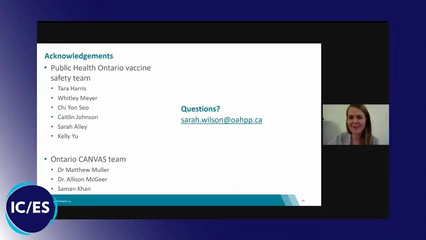 Acknowledgements
• Public Health Ontario vaccine
safety team
• Tara Harris
• Whitley Meyer
• Chi Yon Seo
• Caitlin Johnson
• Sarah Alley
• Kelly Yu
• Ontario CANVAS team
• Dr Matthew Muller
• Dr. Allison McGeer
• Saman Khan
Questions?
sarah.wilson@oahpp.ca
IC/ES